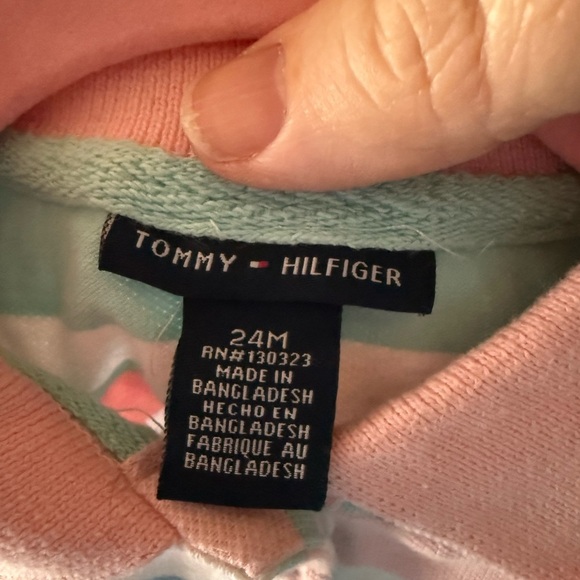 TOMMY HILFIGER
24M
RN#130323
MADE IN
BANGLADESH
HECHO EN
BANGLADESH
FABRIQUE AU
BANGLADESH